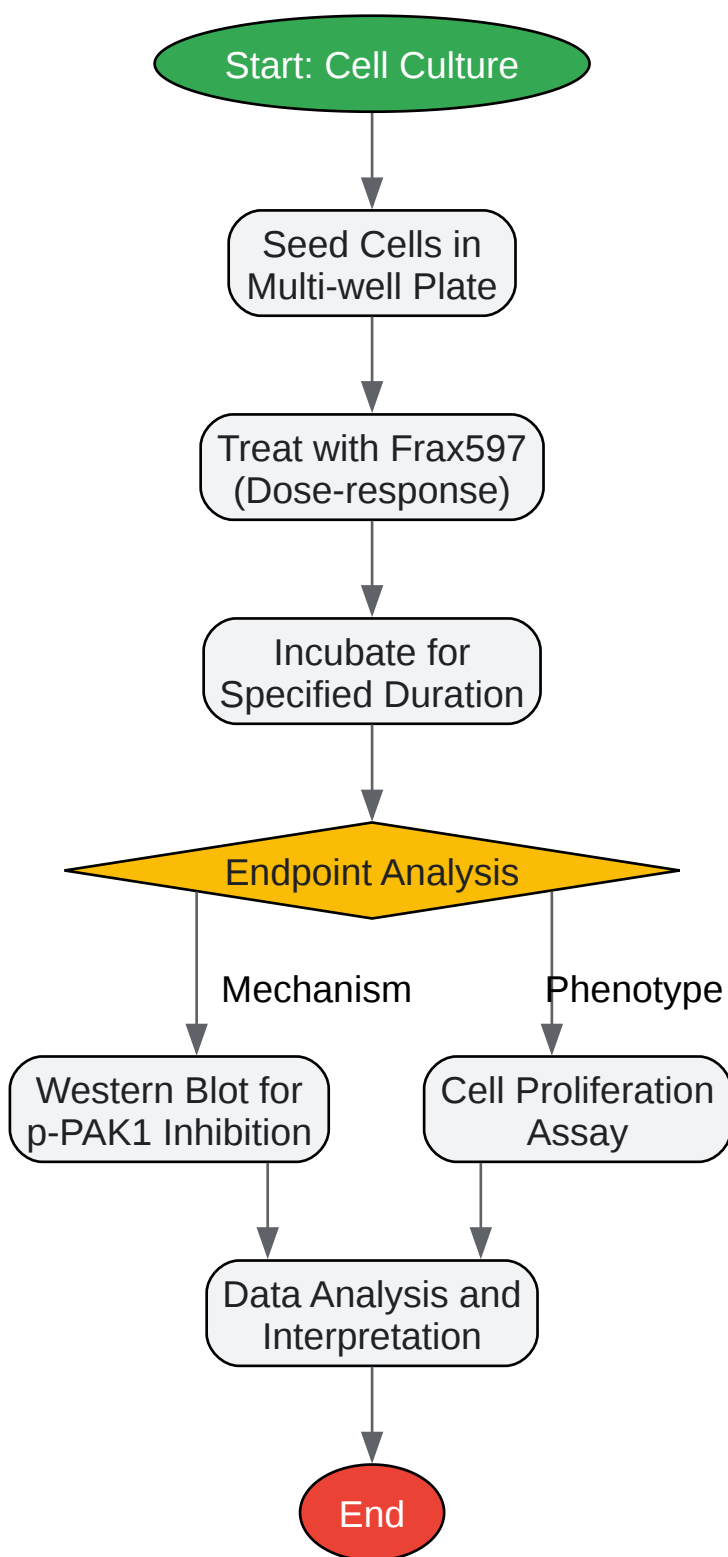 Start: Cell Culture
Seed Cells in
Multi-well Plate
Treat with Frax597
(Dose-response)
Incubate for
Specified Duration
Endpoint Analysis
Mechanism
Phenotype
Western Blot for
p-PAK1 Inhibition
Cell Proliferation
Assay
Data Analysis and
Interpretation
End